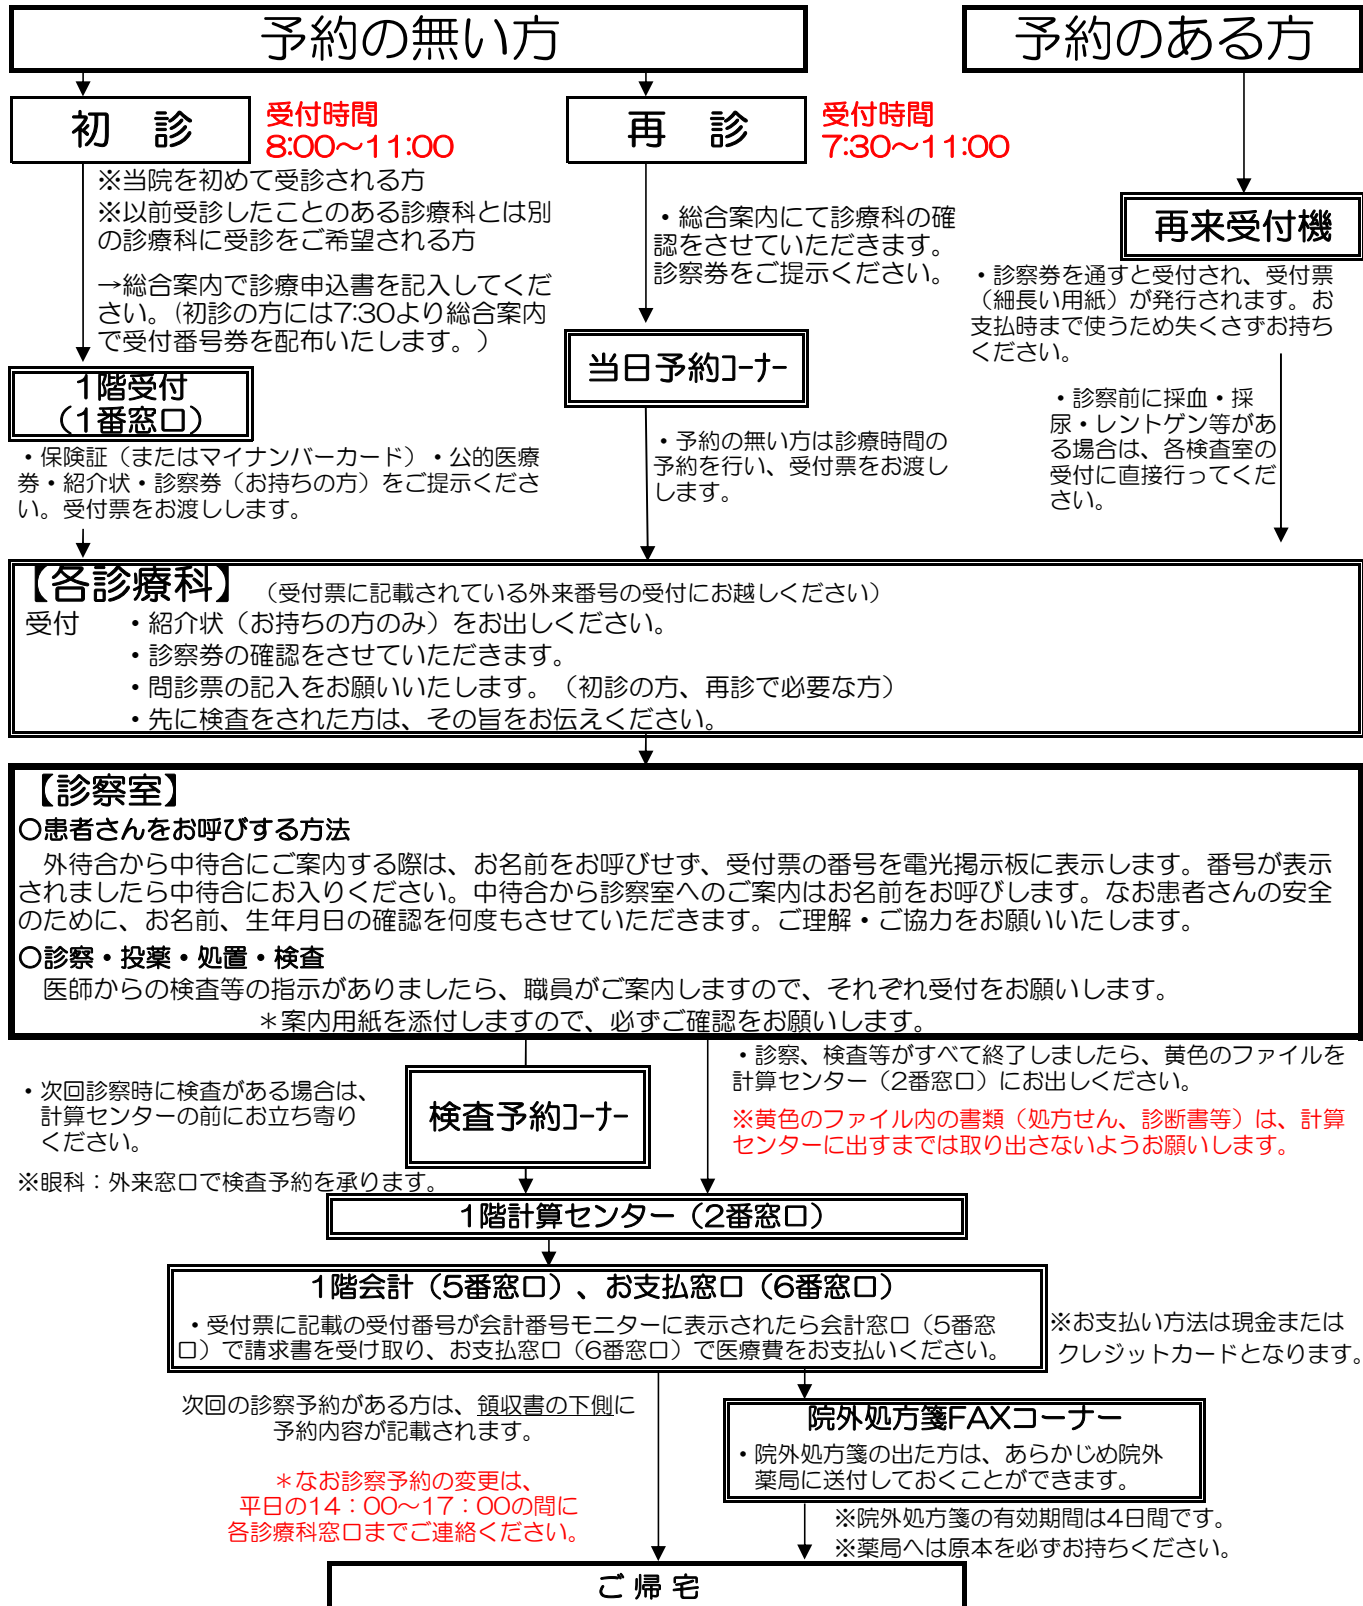 予約の無い方
予約のある方
初　診
受付時間
8:00～11:00
再　診
受付時間
7:30～11:00
※当院を初めて受診される方
※以前受診したことのある診療科とは別
の診療科に受診をご希望される方
→総合案内で診療申込書を記入してくだ
さい。(初診の方には7:30より総合案内
で受付番号券を配布いたします。）
・総合案内にて診療科の確
認をさせていただきます。
診察券をご提示ください。
再来受付機
・診察券を通すと受付され、受付票
（細長い用紙）が発行されます。お
支払時まで使うため失くさずお持ち
ください。
1階受付
（1番窓口）
当日予約ｺｰﾅｰ
・診察前に採血・採
尿・レントゲン等があ
る場合は、各検査室の
受付に直接行ってくだ
さい。
・保険証（またはマイナンバーカード）・公的医療
券・紹介状・診察券（お持ちの方）をご提示くださ
い。受付票をお渡しします。
・予約の無い方は診療時間の
予約を行い、受付票をお渡し
します。
【各診療科】　（受付票に記載されている外来番号の受付にお越しください）
受付　・紹介状（お持ちの方のみ）をお出しください。
・診察券の確認をさせていただきます。
・問診票の記入をお願いいたします。（初診の方、再診で必要な方）
・先に検査をされた方は、その旨をお伝えください。
【診察室】
〇患者さんをお呼びする方法
外待合から中待合にご案内する際は、お名前をお呼びせず、受付票の番号を電光掲示板に表示します。番号が表示
されましたら中待合にお入りください。中待合から診察室へのご案内はお名前をお呼びします。なお患者さんの安全
のために、お名前、生年月日の確認を何度もさせていただきます。ご理解・ご協力をお願いいたします。
〇診察・投薬・処置・検査
医師からの検査等の指示がありましたら、職員がご案内しますので、それぞれ受付をお願いします。
＊案内用紙を添付しますので、必ずご確認をお願いします。
・次回診察時に検査がある場合は、
計算センターの前にお立ち寄り
ください。
※眼科：外来窓口で検査予約を承ります。
検査予約ｺｰﾅｰ
・診察、検査等がすべて終了しましたら、黄色のファイルを
計算センター（2番窓口）にお出しください。
※黄色のファイル内の書類（処方せん、診断書等）は、計算
センターに出すまでは取り出さないようお願いします。
1階計算センター（2番窓口）
1階会計（5番窓口）、お支払窓口（6番窓口）
・受付票に記載の受付番号が会計番号モニターに表示されたら会計窓口（5番窓
口）で請求書を受け取り、お支払窓口（6番窓口）で医療費をお支払いください。
※お支払い方法は現金または
クレジットカードとなります。
次回の診察予約がある方は、領収書の下側に
予約内容が記載されます。
＊なお診察予約の変更は、
平日の14：00～17：00の間に
各診療科窓口までご連絡ください。
院外処方箋FAXコーナー
・院外処方箋の出た方は、あらかじめ院外
薬局に送付しておくことができます。
※院外処方箋の有効期間は4日間です。
※薬局へは原本を必ずお持ちください。
ご 帰 宅